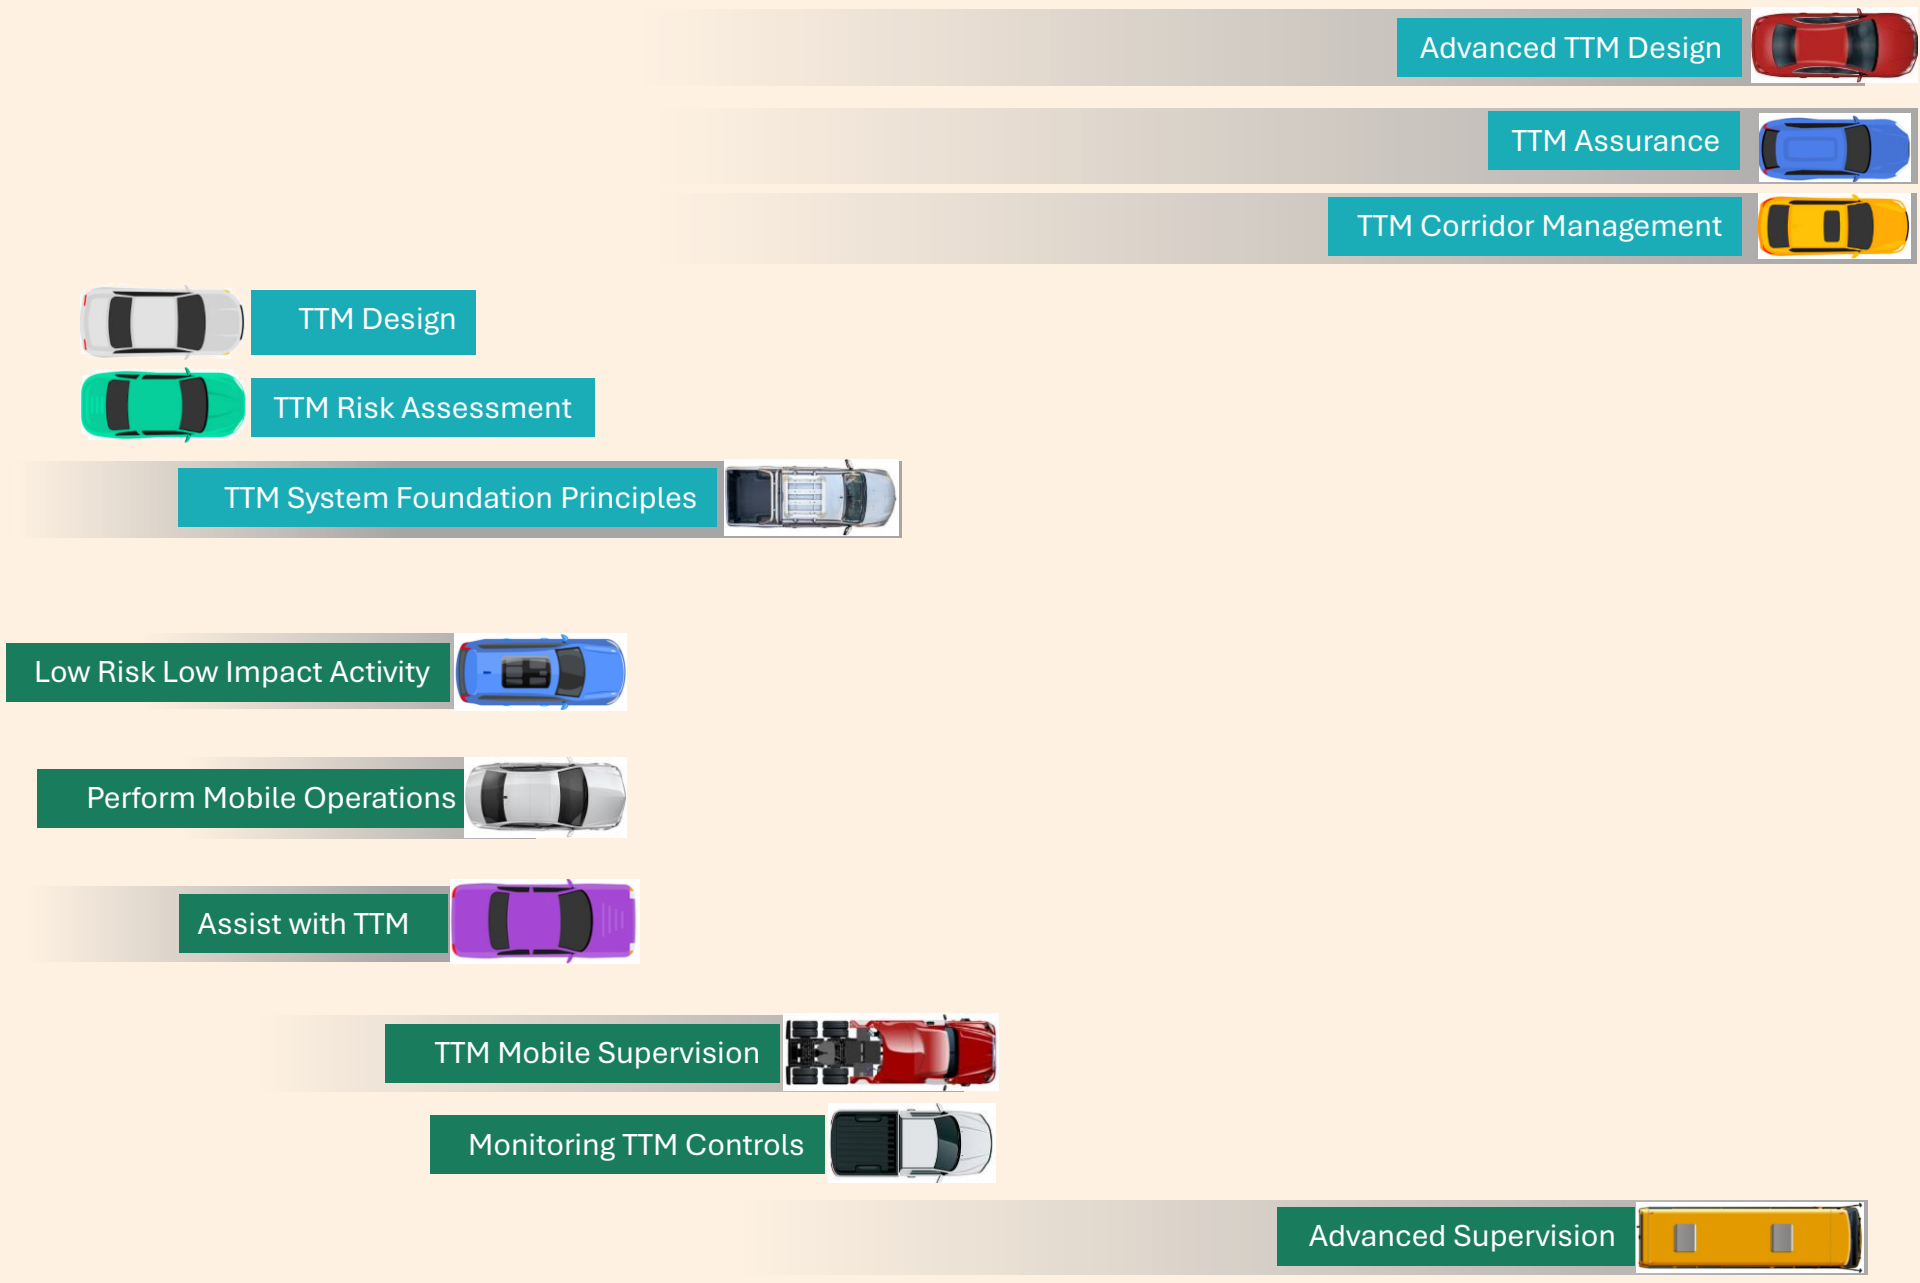 Advanced TTM Design
TTM Assurance
TTM Corridor Management
TTM Design
TTM Risk Assessment
TTM System Foundation Principles
Low Risk Low Impact Activity
Perform Mobile Operations
Assist with TTM
TTM Mobile Supervision
Monitoring TTM Controls
Advanced Supervision